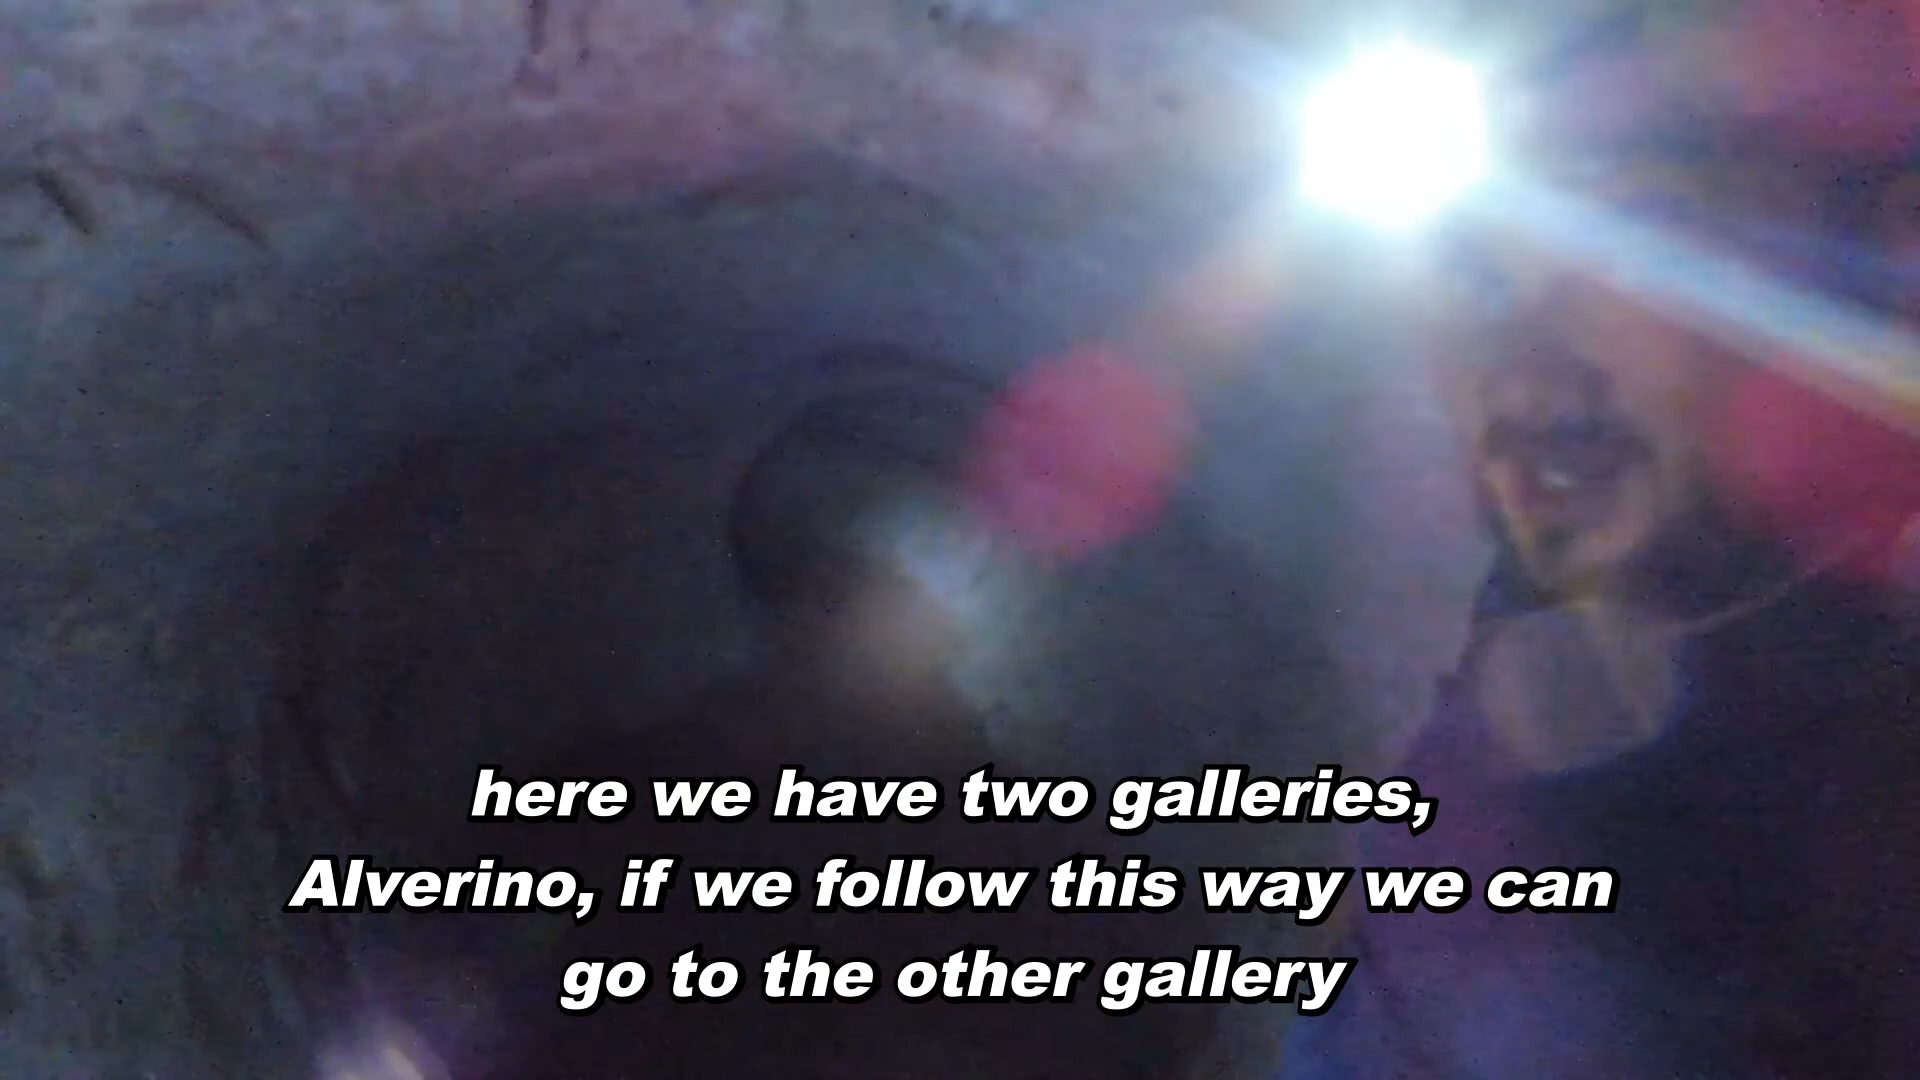 here we have two galleries,
Alverino, if we follow this way we can
go to the other gallery